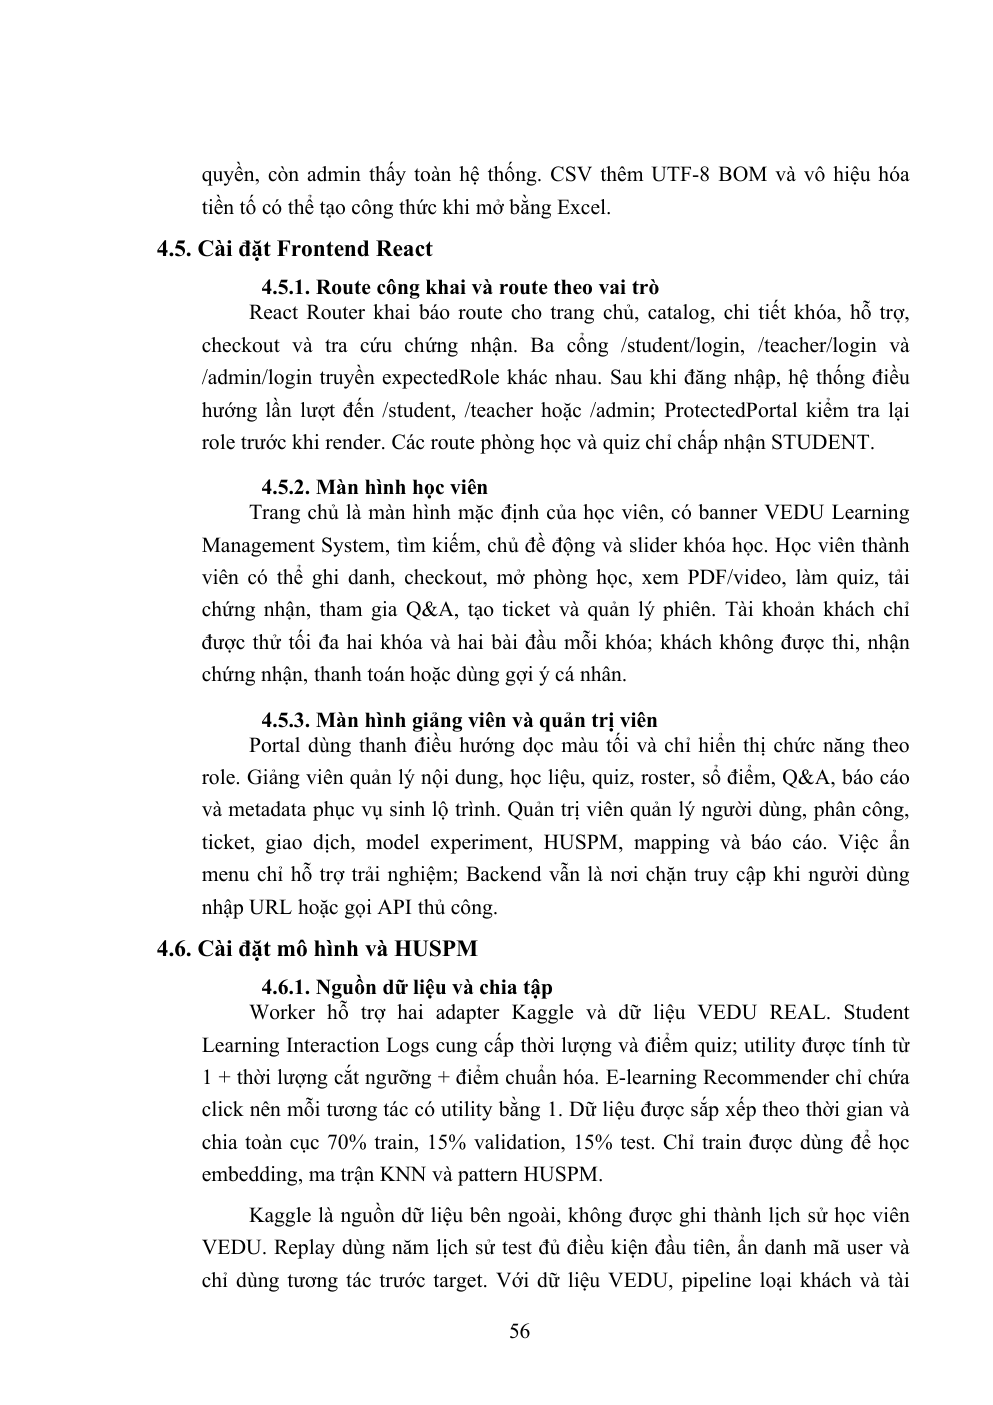 quyền, còn admin thấy toàn hệ thống. CSV thêm UTF-8 BOM và vô hiệu hóa
tiền tố có thể tạo công thức khi mở bằng Excel.
4.5. Cài đặt Frontend React
4.5.1. Route công khai và route theo vai trò
React Router khai báo route cho trang chủ, catalog, chi tiết khóa, hỗ trợ,
checkout và tra cứu chứng nhận. Ba cổng /student/login, /teacher/login và
/admin/login truyền expectedRole khác nhau. Sau khi đăng nhập, hệ thống điều
hướng lần lượt đến /student, /teacher hoặc /admin; ProtectedPortal kiểm tra lại
role trước khi render. Các route phòng học và quiz chỉ chấp nhận STUDENT.
4.5.2. Màn hình học viên
Trang chủ là màn hình mặc định của học viên, có banner VEDU Learning
Management System, tìm kiếm, chủ đề động và slider khóa học. Học viên thành
viên có thể ghi danh, checkout, mở phòng học, xem PDF/video, làm quiz, tải
chứng nhận, tham gia Q&A, tạo ticket và quản lý phiên. Tài khoản khách chỉ
được thử tối đa hai khóa và hai bài đầu mỗi khóa; khách không được thi, nhận
chứng nhận, thanh toán hoặc dùng gợi ý cá nhân.
4.5.3. Màn hình giảng viên và quản trị viên
Portal dùng thanh điều hướng dọc màu tối và chỉ hiển thị chức năng theo
role. Giảng viên quản lý nội dung, học liệu, quiz, roster, sổ điểm, Q&A, báo cáo
và metadata phục vụ sinh lộ trình. Quản trị viên quản lý người dùng, phân công,
ticket, giao dịch, model experiment, HUSPM, mapping và báo cáo. Việc ẩn
menu chỉ hỗ trợ trải nghiệm; Backend vẫn là nơi chặn truy cập khi người dùng
nhập URL hoặc gọi API thủ công.
4.6. Cài đặt mô hình và HUSPM
4.6.1. Nguồn dữ liệu và chia tập
Worker hỗ trợ hai adapter Kaggle và dữ liệu VEDU REAL. Student
Learning Interaction Logs cung cấp thời lượng và điểm quiz; utility được tính từ
1 + thời lượng cắt ngưỡng + điểm chuẩn hóa. E-learning Recommender chỉ chứa
click nên mỗi tương tác có utility bằng 1. Dữ liệu được sắp xếp theo thời gian và
chia toàn cục 70% train, 15% validation, 15% test. Chỉ train được dùng để học
embedding, ma trận KNN và pattern HUSPM.
Kaggle là nguồn dữ liệu bên ngoài, không được ghi thành lịch sử học viên
VEDU. Replay dùng năm lịch sử test đủ điều kiện đầu tiên, ẩn danh mã user và
chỉ dùng tương tác trước target. Với dữ liệu VEDU, pipeline loại khách và tài
56